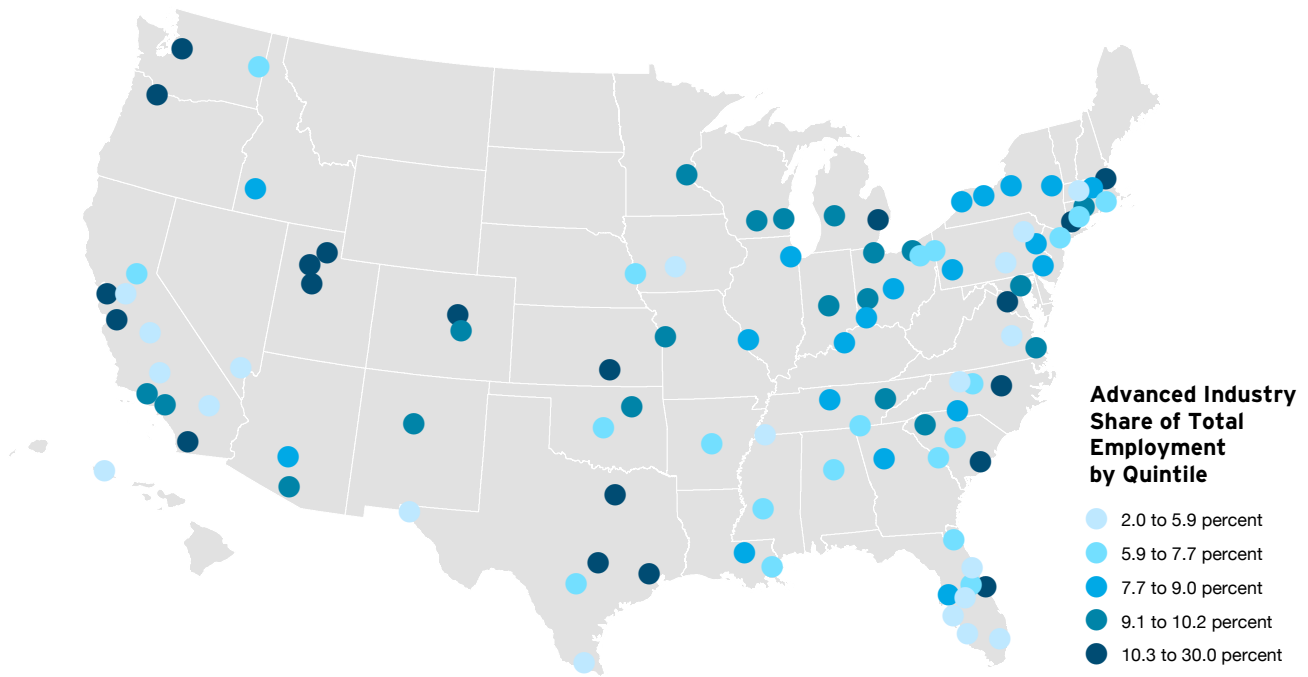 Advanced Industry
Share of Total
Employment
by Quintile
2.0 to 5.9 percent
5.9 to 7.7 percent
7.7 to 9.0 percent
9.1 to 10.2 percent
10.3 to 30.0 percent